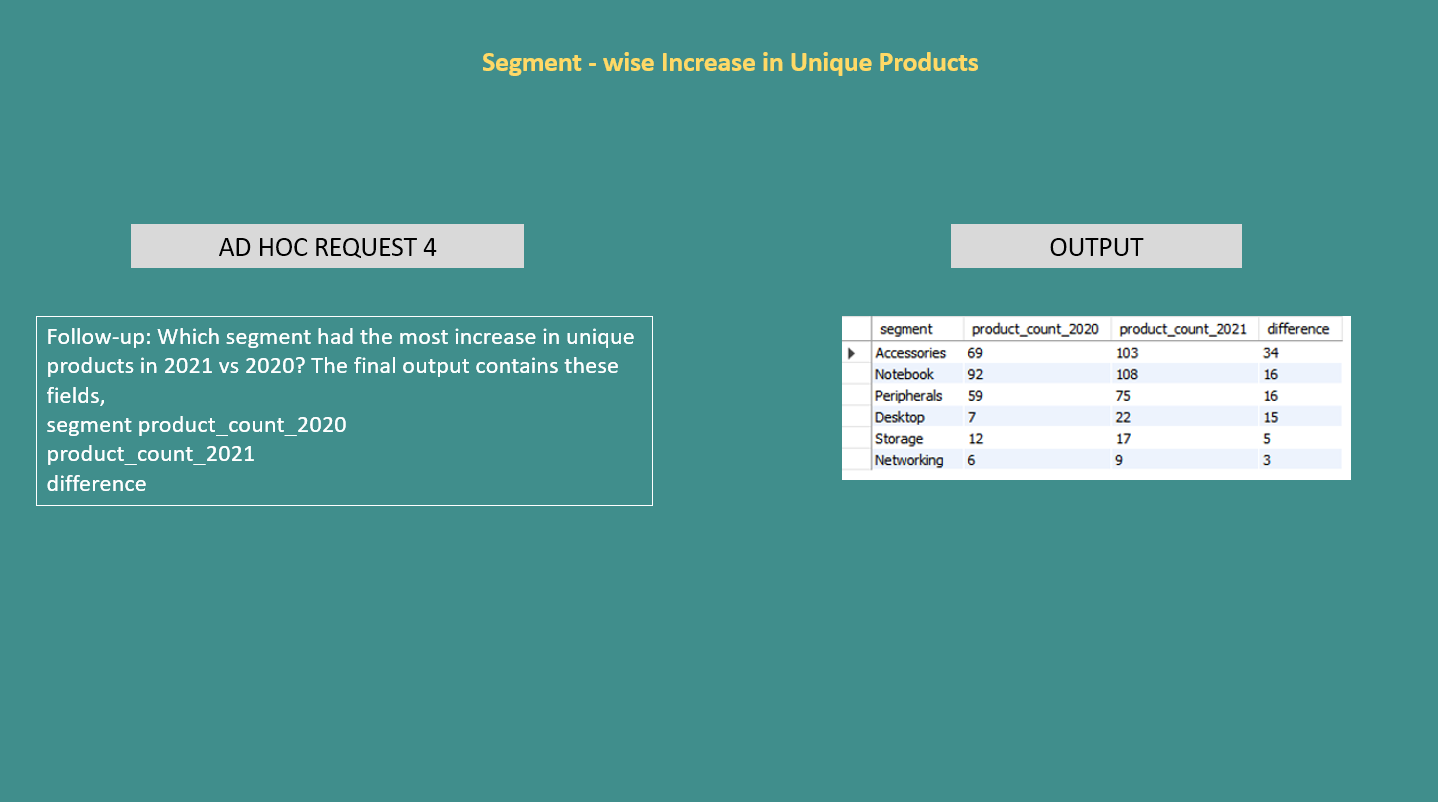 Segment - wise Increase in Unique Products
AD HOC REQUEST 4
Follow-up: Which segment had the most increase in unique
products in 2021 vs 2020? The final output contains these
fields,
segment product_count_2020
product_count_2021
difference
OUTPUT
segment product_count_2020 product_count_2021 difference
Accessories 69 103 34
Notebook 92 108 16
Peripherals 59 75 16
Desktop 7 22 15
Storage 12 17 5
Networking 6 9 3